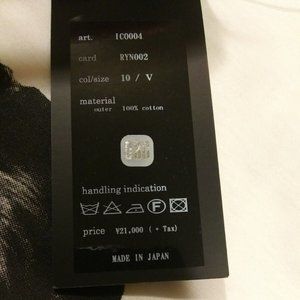 art. IC0004
card RYN002
col/size 10 / V
material
outer 100% cotton
handling indication
F
price ¥21,000 ( + Tax)
MADE IN JAPAN